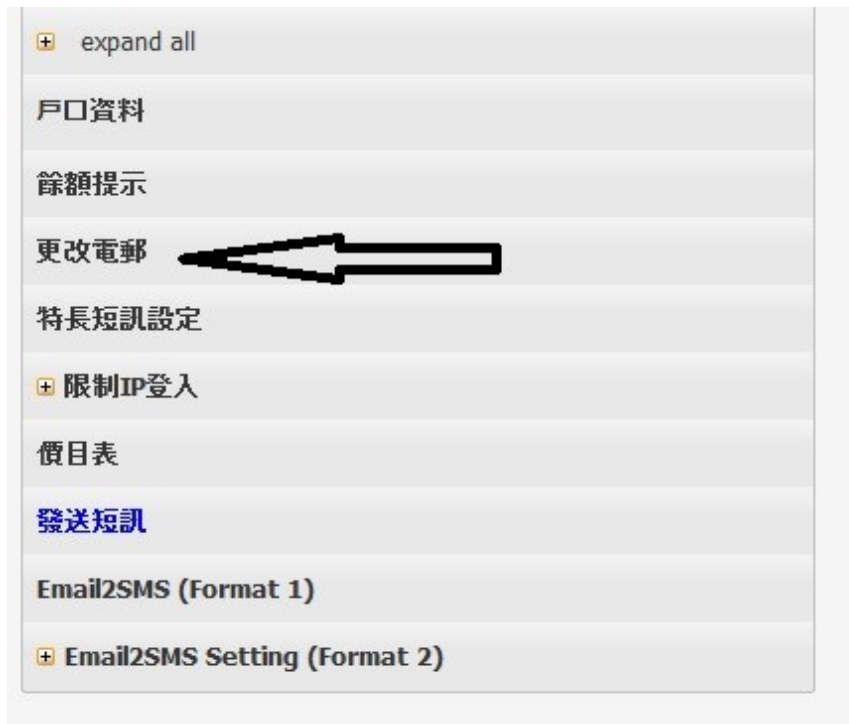 expand all
戶口資料
餘額提示
更改電郵
特長短訊設定
限制IP登入
價目表
發送短訊
Email2SMS (Format 1)
Email2SMS Setting (Format 2)